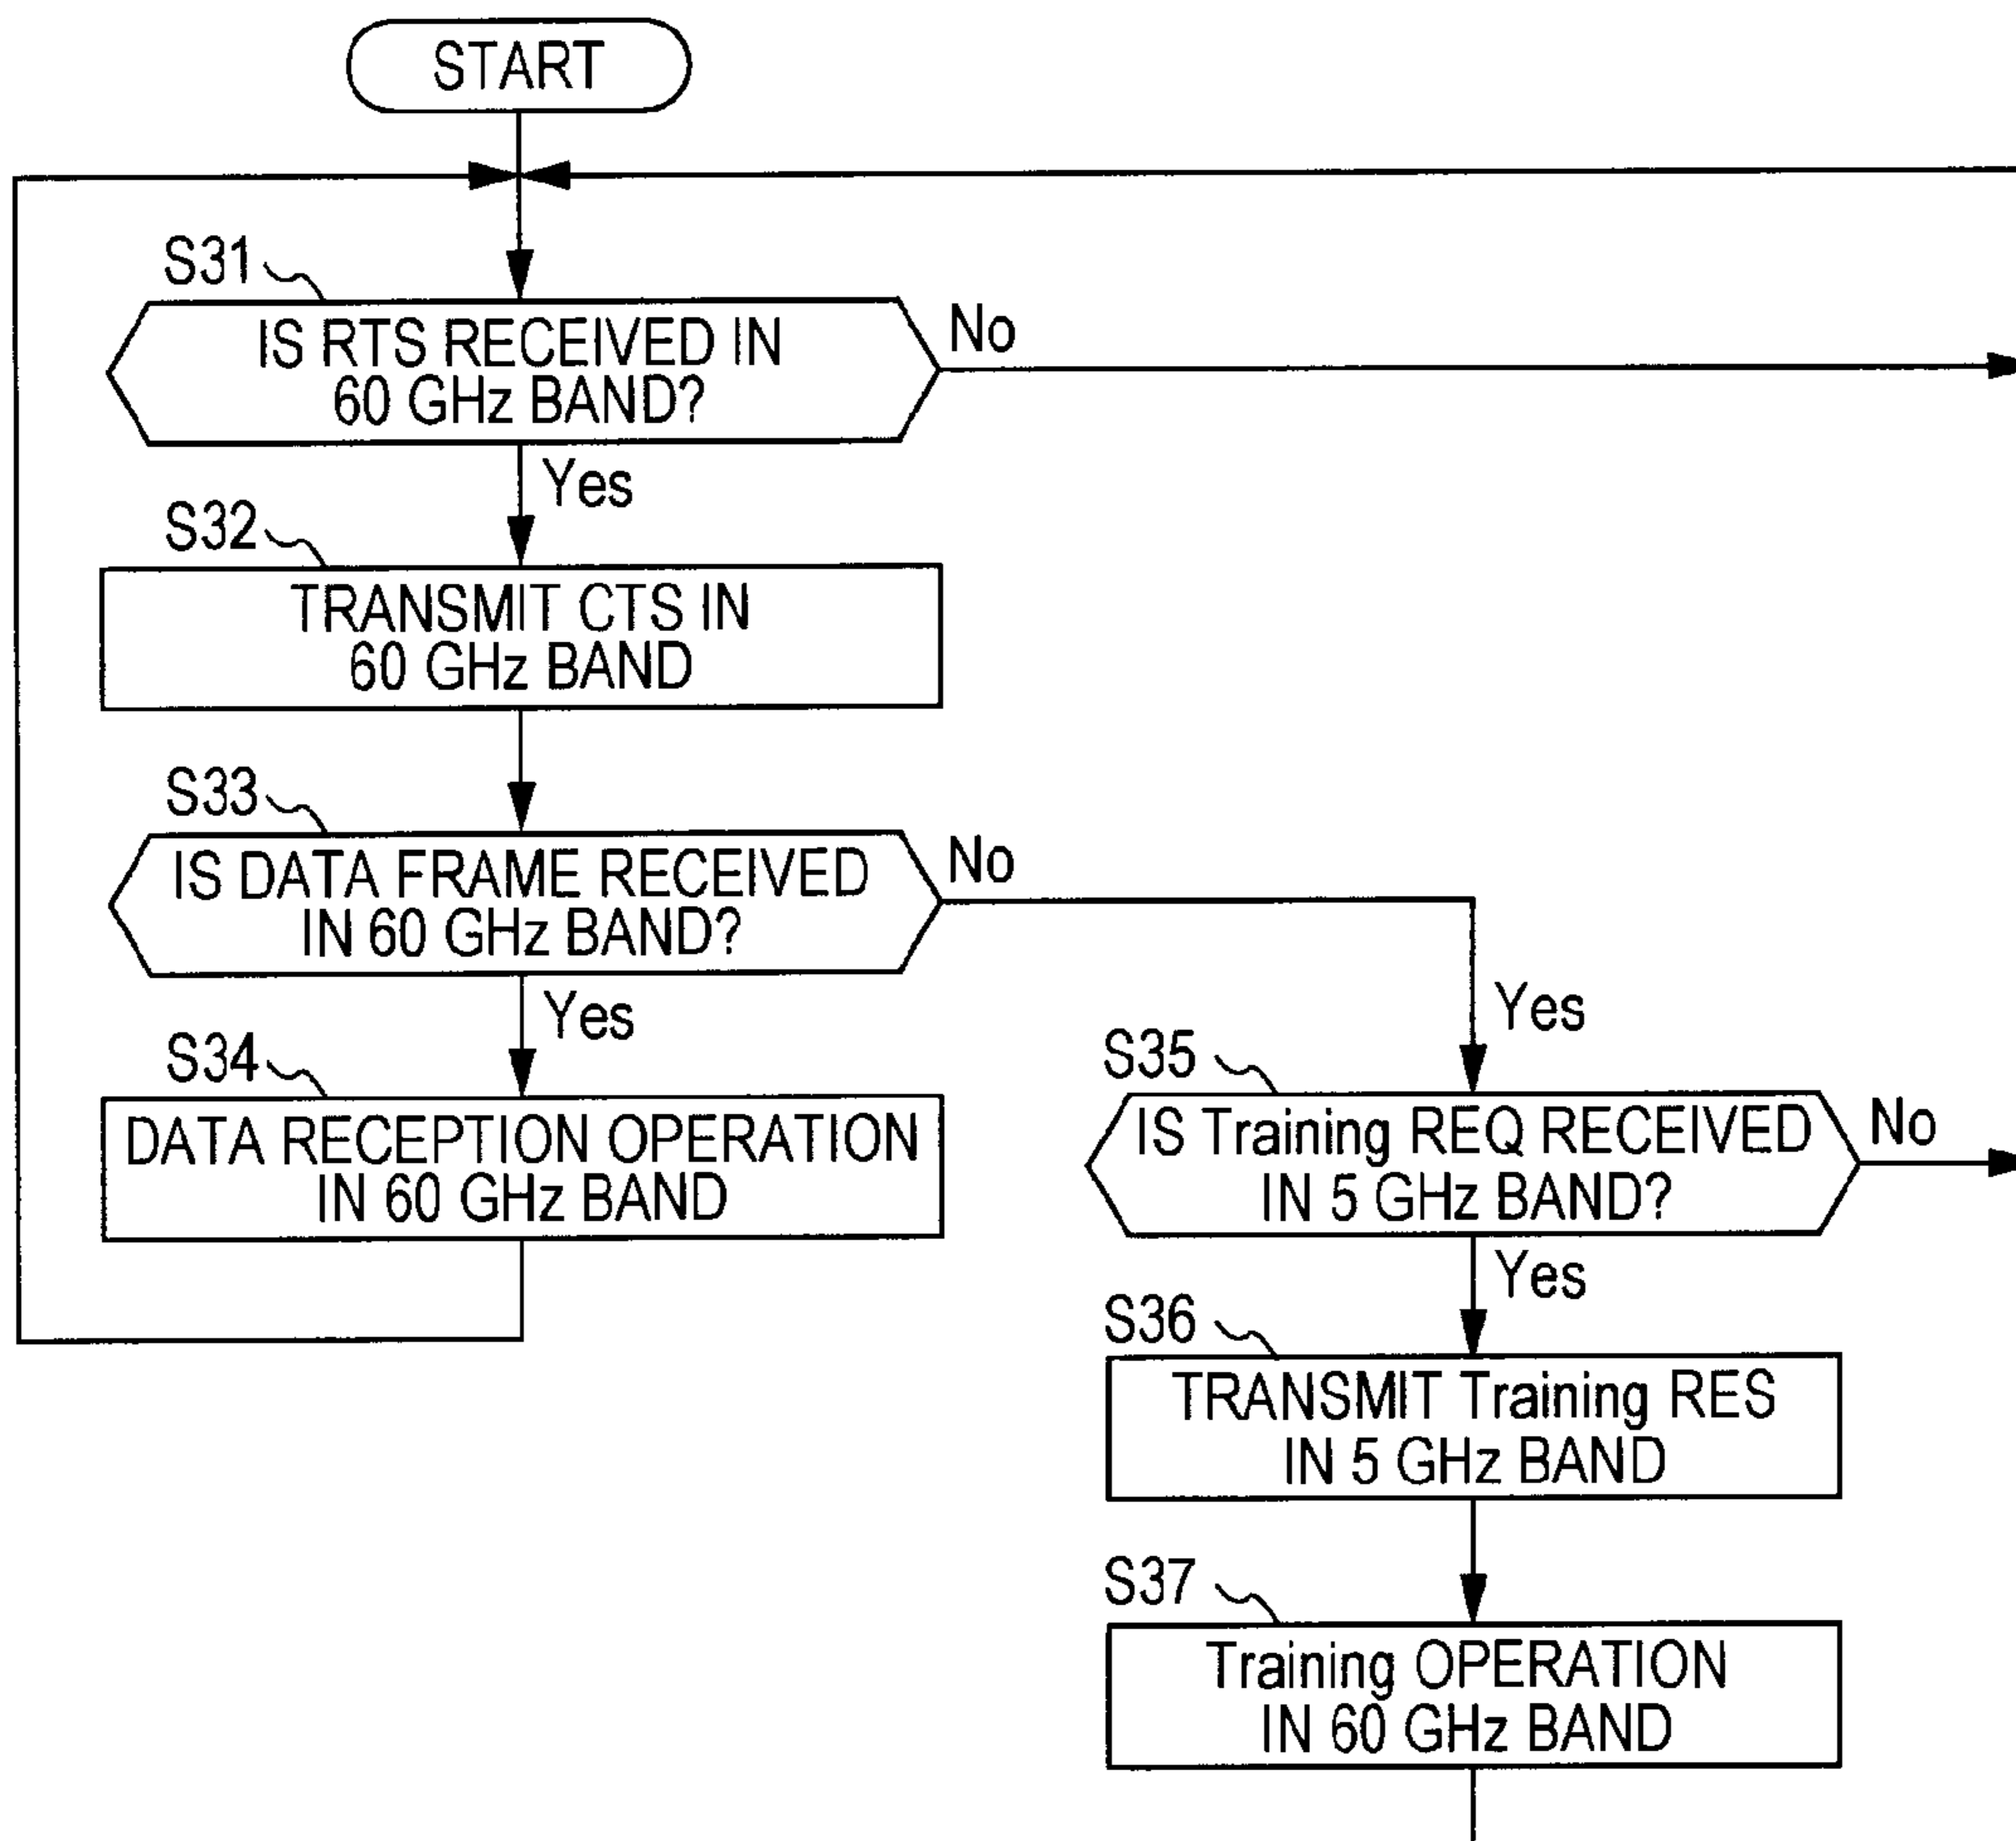 START
S31
IS RTS RECEIVED IN
60 GHz BAND?
No
Yes
S32
TRANSMIT CTS IN
60 GHz BAND
S33
IS DATA FRAME RECEIVED
IN 60 GHz BAND?
No
Yes
S34
DATA RECEPTION OPERATION
IN 60 GHz BAND
Yes
S35
IS Training REQ RECEIVED
IN 5 GHz BAND?
No
Yes
S36
TRANSMIT Training RES
IN 5 GHz BAND
S37
Training OPERATION
IN 60 GHz BAND